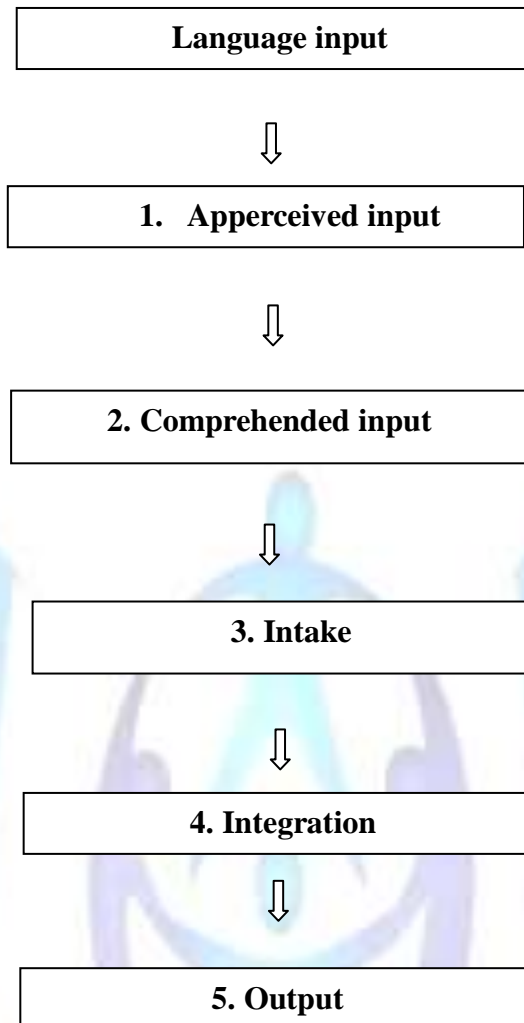 Language input
1. Apperceived input
2. Comprehended input
3. Intake
4. Integration
5. Output